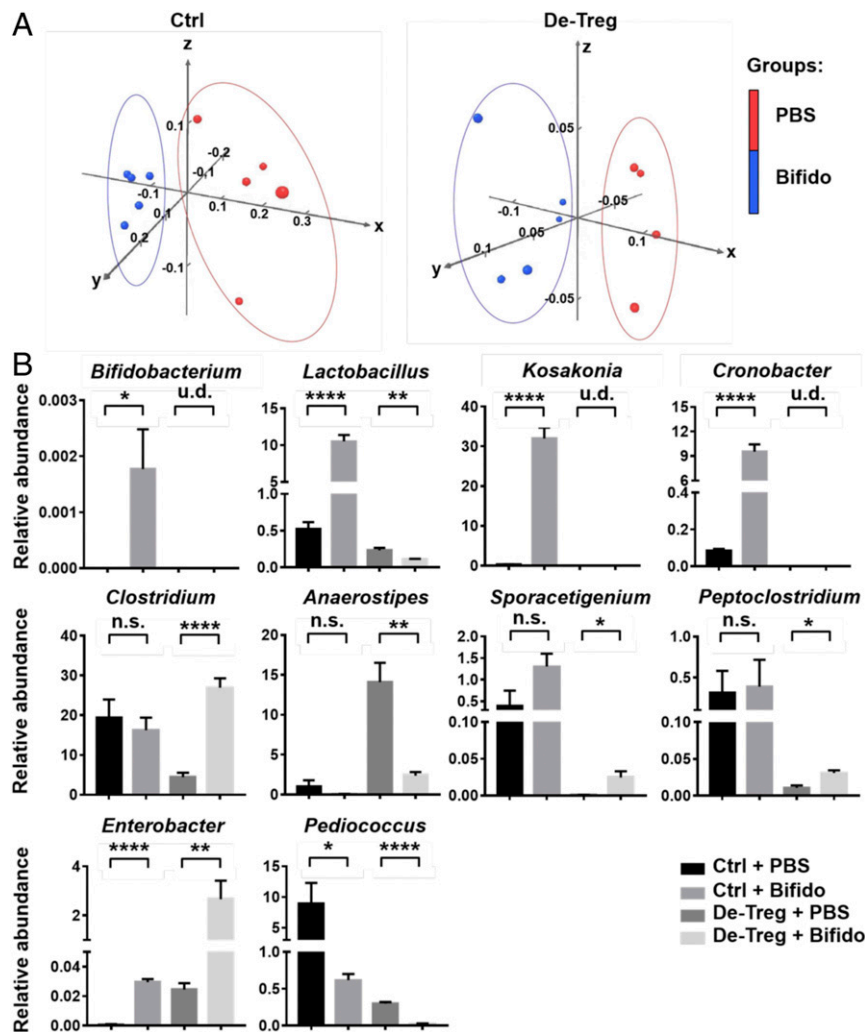 A
Ctrl
De-Treg
Groups:
PBS
Bifido
z
0.1
-0.2
-0.1
-0.1
0.1
0.1
0.2
0.2
0.3
x
y
-0.1
z
0.05
-0.05
-0.1
0.05
0.1
0.1
x
y
-0.05
B
Bifidobacterium
Relative abundance
0.003
0.002
0.001
0.000
*
u.d.
Lactobacillus
15
10
5
1.0
0.5
0.0
****
**
Kosakonia
40
30
20
10
0
****
u.d.
Cronobacter
15
12
9
6
0.4
0.2
0.0
****
u.d.
Clostridium
Relative abundance
40
30
20
10
0
n.s.
****
Anaerostipes
20
15
10
5
0
n.s.
**
Sporacetigenium
2.0
1.5
1.0
0.5
0.10
0.05
0.00
n.s.
*
Peptoclostridium
1.0
0.5
0.10
0.05
0.00
n.s.
*
Enterobacter
Relative abundance
4
2
0.04
0.02
0.00
****
**
Pediococcus
15
10
5
1.0
0.5
0.0
*
****
Ctrl + PBS
Ctrl + Bifido
De-Treg + PBS
De-Treg + Bifido